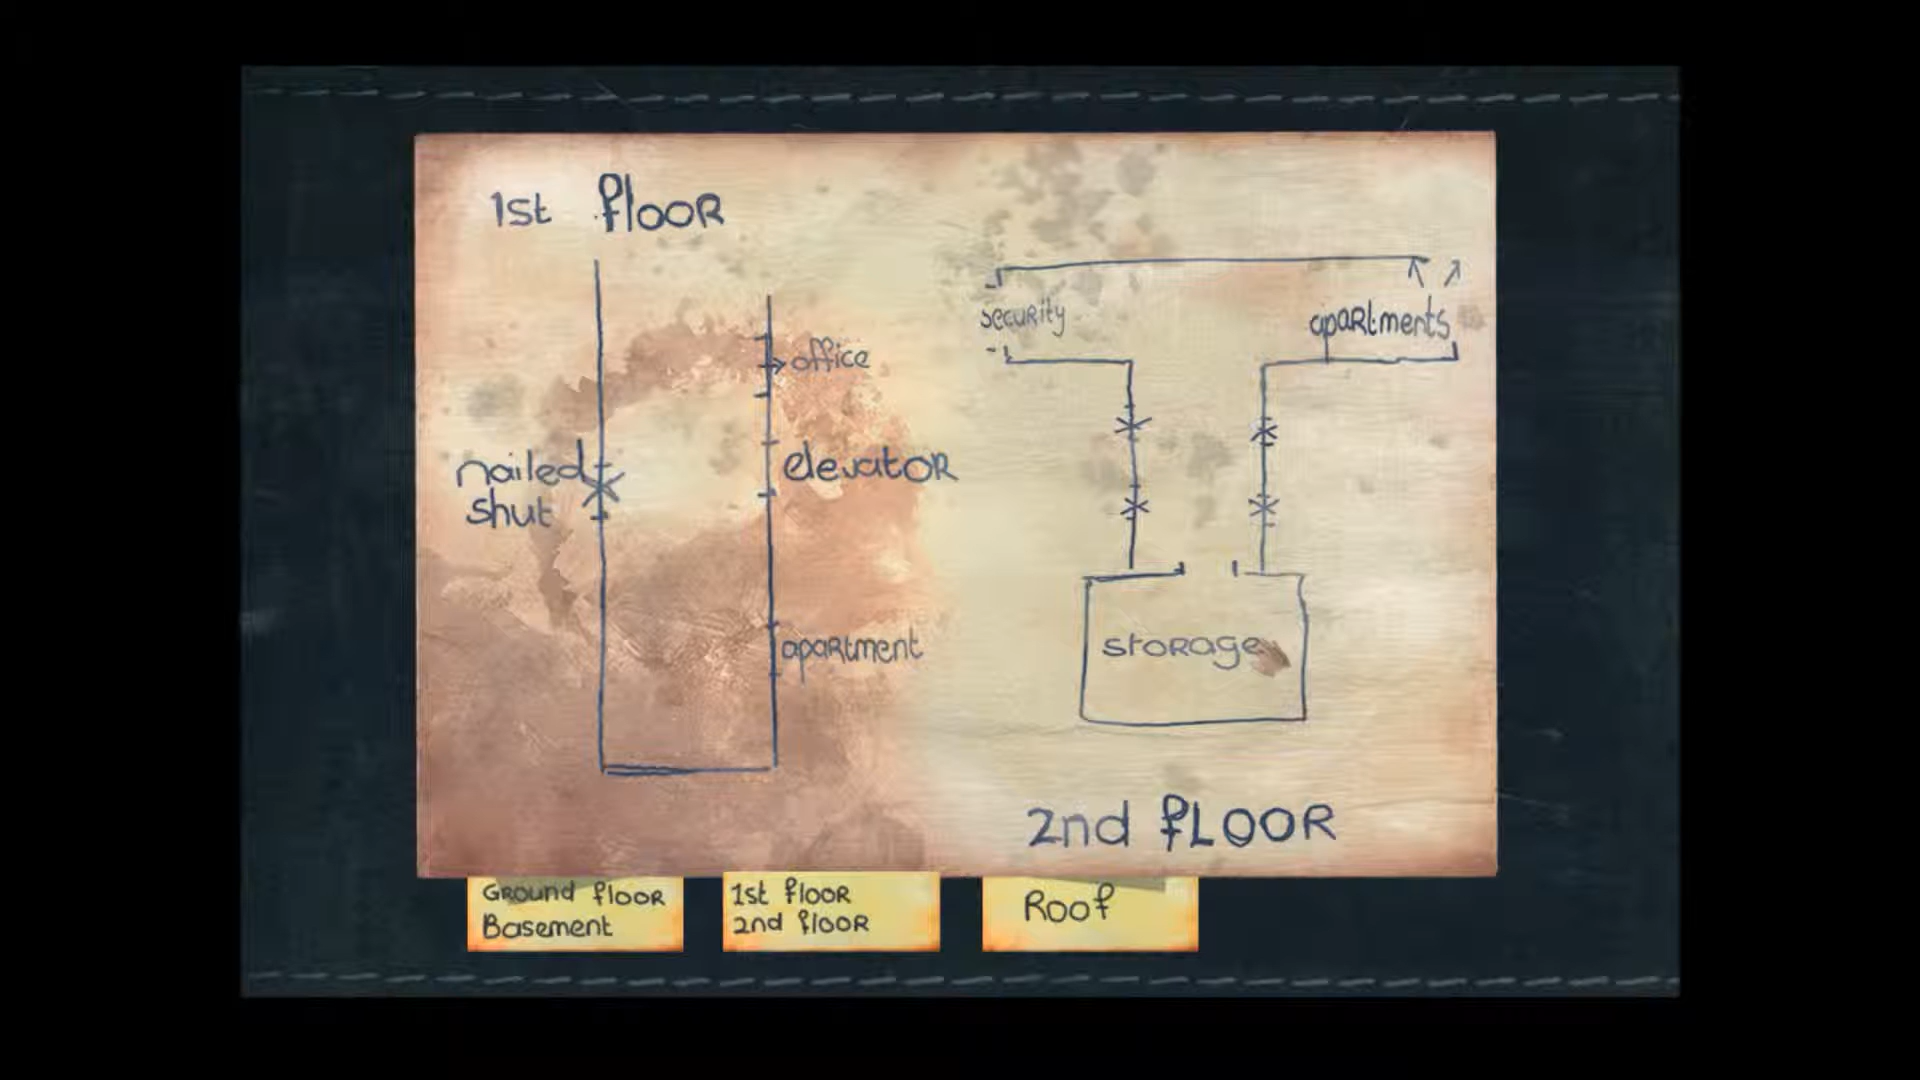 1st floor
office
nailed
shut
elevator
apartment
security
apartments
storage
2nd fLOOR
Ground floor
Basement
1st floor
2nd floor
Roof